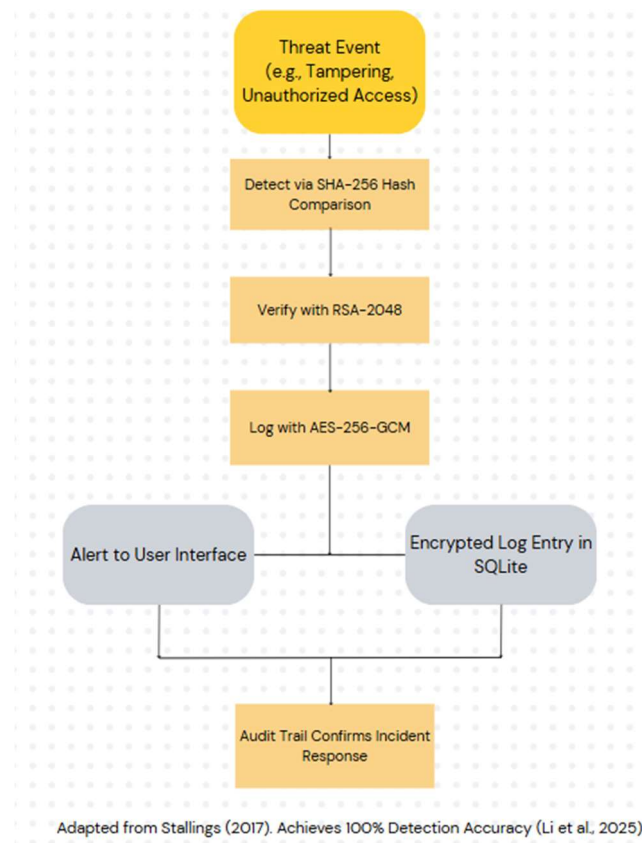 Threat Event
(e.g., Tampering,
Unauthorized Access)
Detect via SHA-256 Hash
Comparison
Verify with RSA-2048
Log with AES-256-GCM
Alert to User Interface
Encrypted Log Entry in
SQLite
Audit Trail Confirms Incident
Response
Adapted from Stallings (2017). Achieves 100% Detection Accuracy (Li et al., 2025)